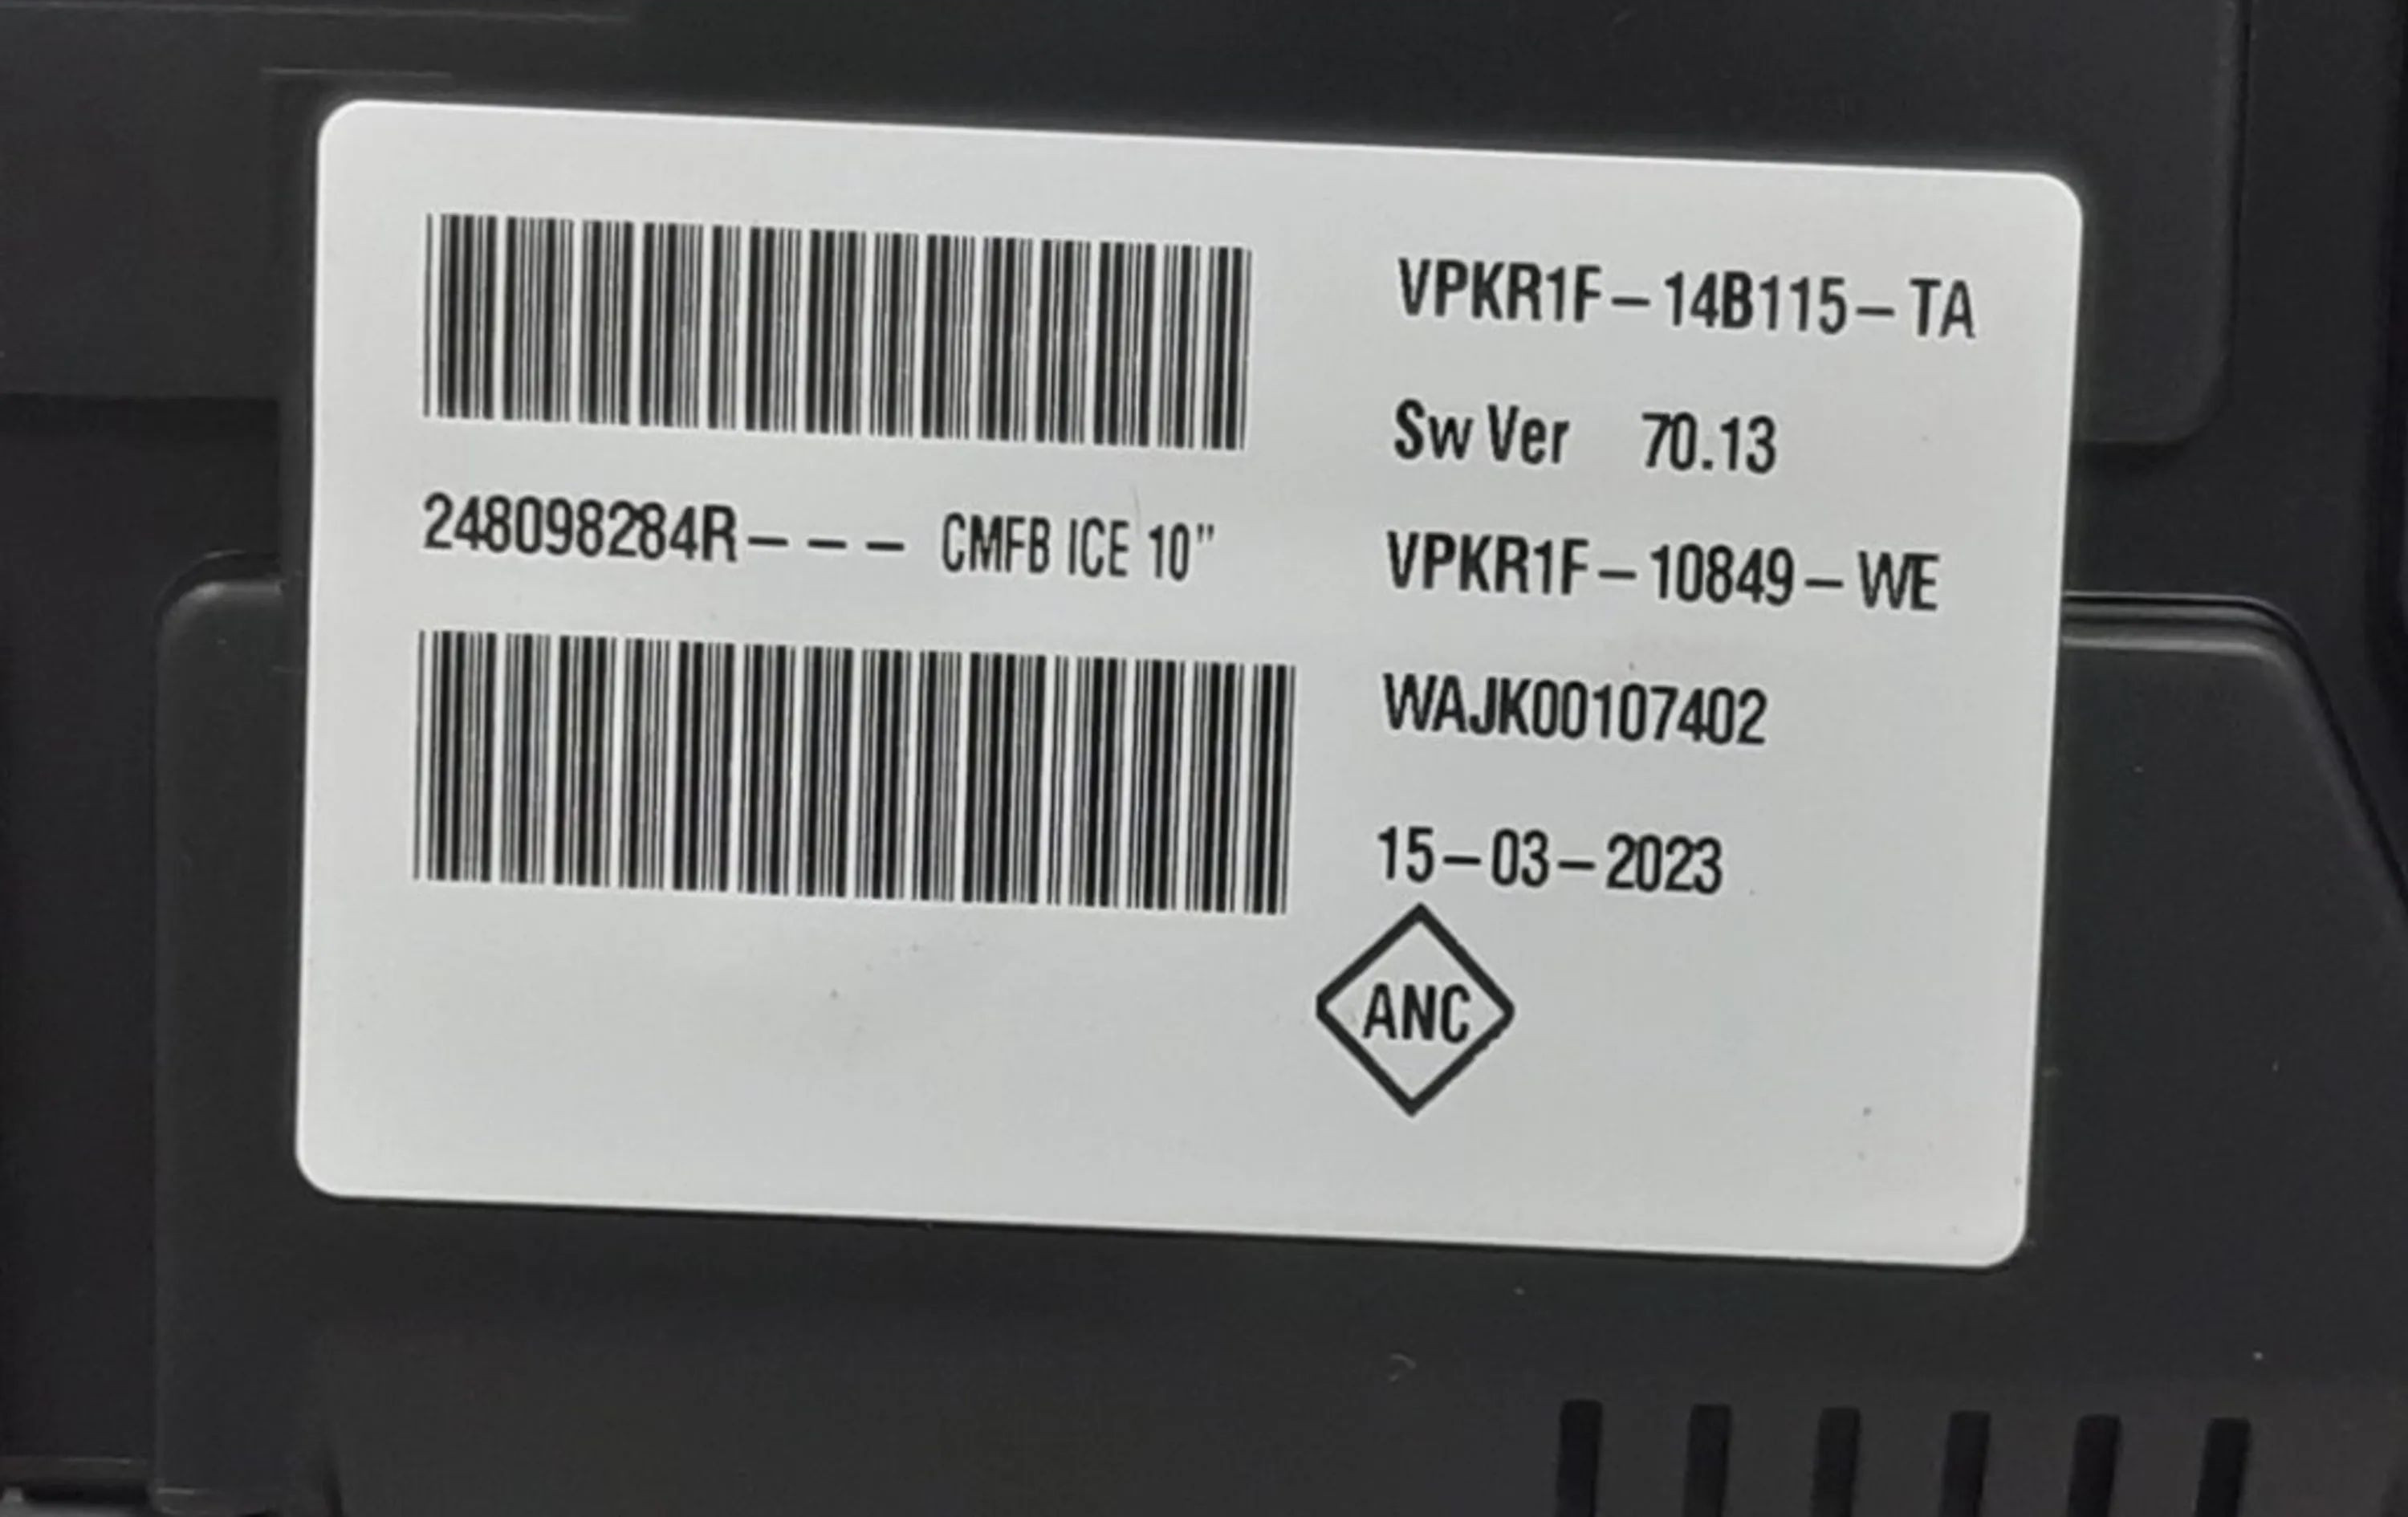 248098284R--- CMFB ICE 10"
VPKR1F-14B115-TA
Sw Ver 70.13
VPKR1F-10849-WE
WAJK00107402
15-03-2023
ANC